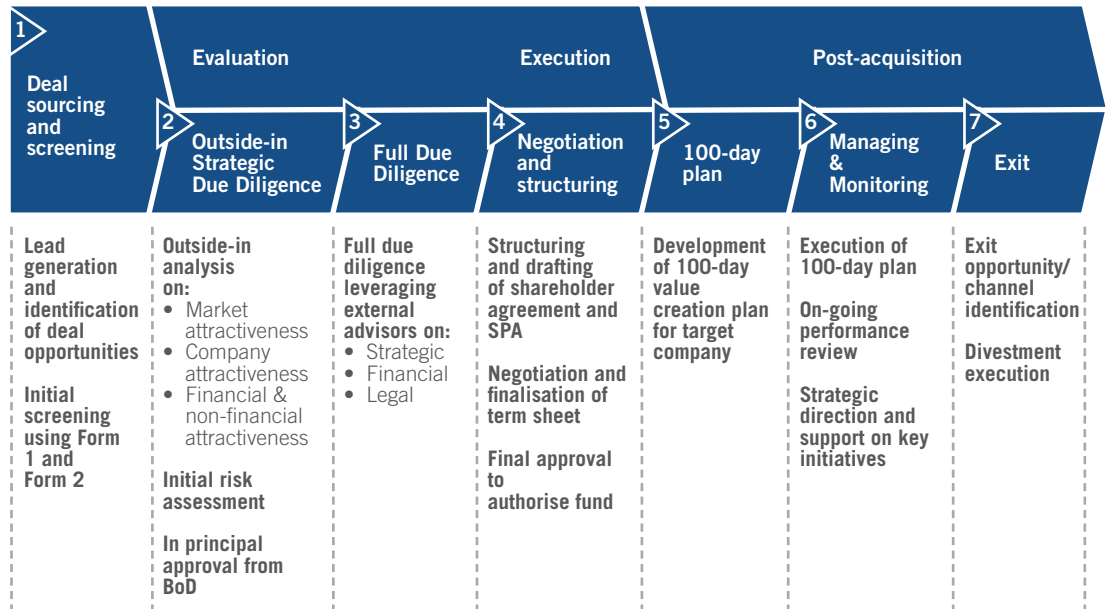 1
Deal
sourcing
and
screening
Evaluation
Execution
Post-acquisition
2
Outside-in
Strategic
Due Diligence
3
Full Due
Diligence
4
Negotiation
and
structuring
5
100-day
plan
6
Managing
&
Monitoring
7
Exit
Lead
generation
and
identification
of deal
opportunities
Initial
screening
using Form
1 and
Form 2
Outside-in
analysis
on:
• Market
attractiveness
• Company
attractiveness
• Financial &
non-financial
attractiveness
Initial risk
assessment
In principal
approval from
BoD
Full due
diligence
leveraging
external
advisors on:
• Strategic
• Financial
• Legal
Structuring
and drafting
of shareholder
agreement and
SPA
Negotiation and
finalisation of
term sheet
Final approval
to
authorise fund
Development
of 100-day
value
creation plan
for target
company
Execution of
100-day plan
On-going
performance
review
Strategic
direction and
support on key
initiatives
Exit
opportunity/
channel
identification
Divestment
execution